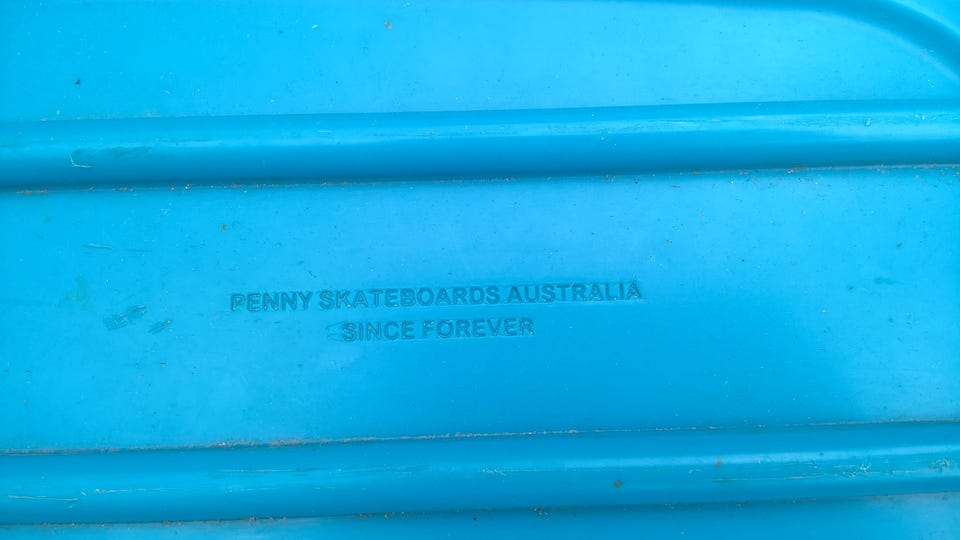 PENNY SKATEBOARDS AUSTRALIA
SINCE FOREVER